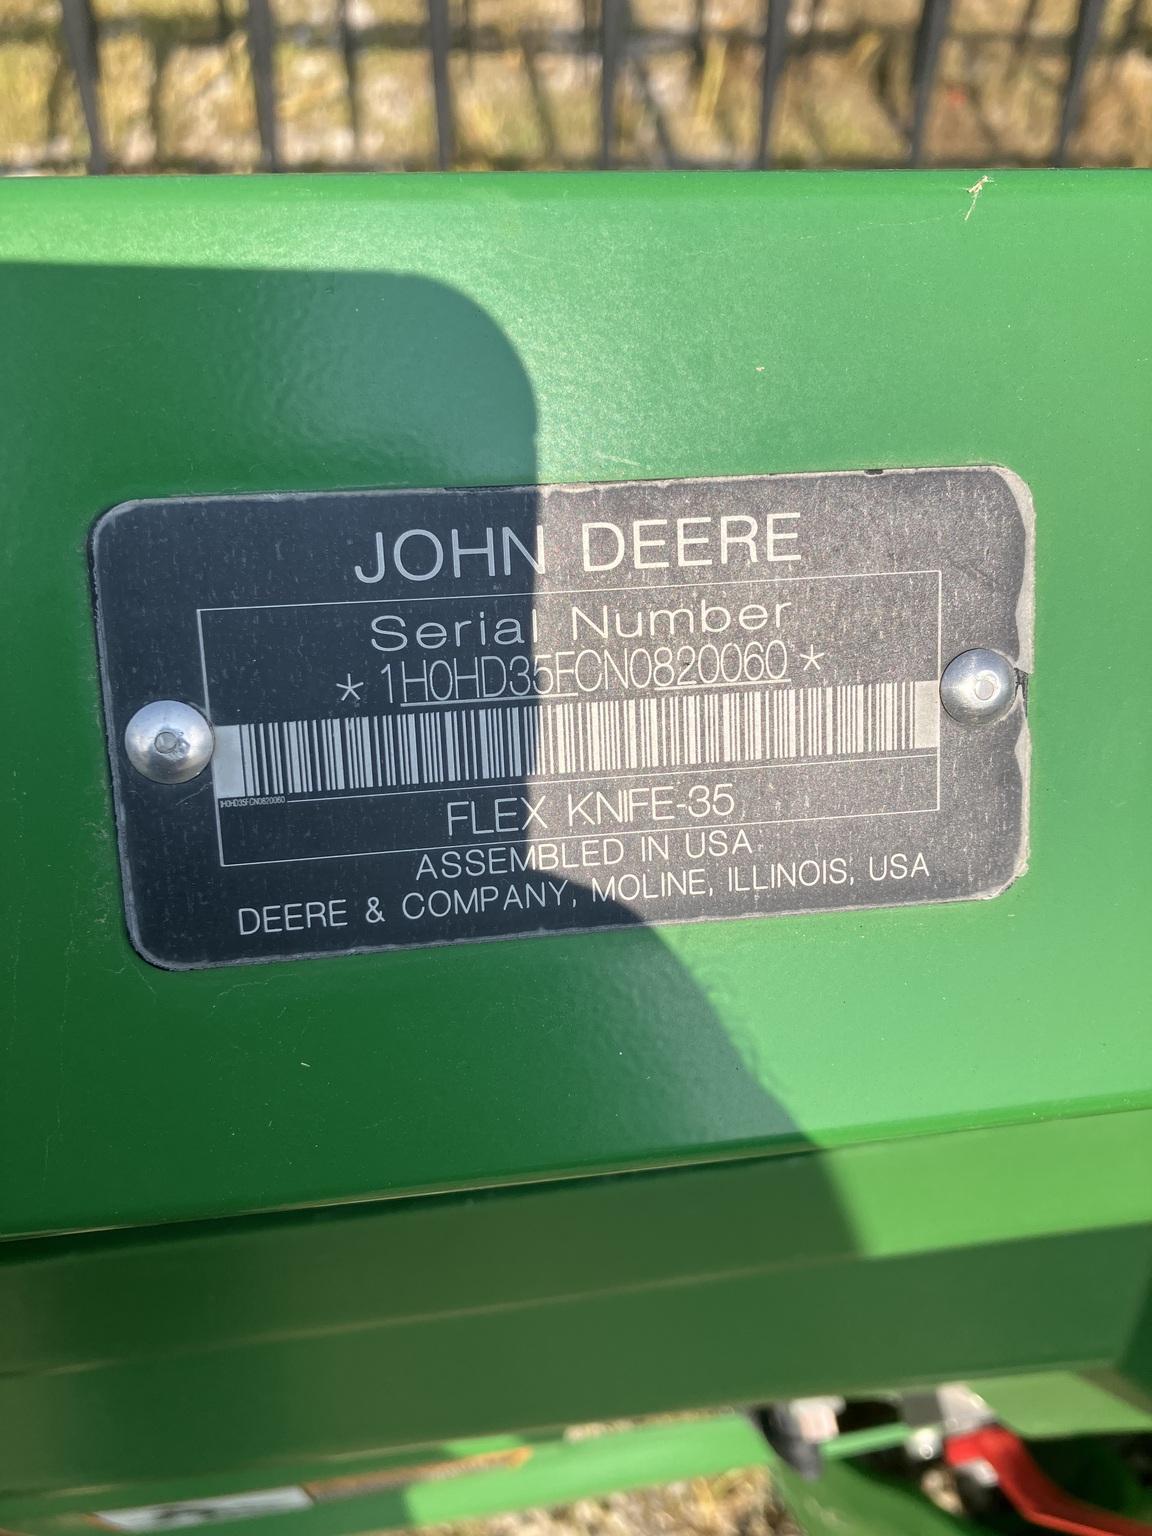 JOHN DEERE
Serial Number
* 1H0HD35FCN0820060 *
1H0HD35FCN0820060
FLEX KNIFE-35
ASSEMBLED IN USA.
DEERE & COMPANY, MOLINE, ILLINOIS, USA